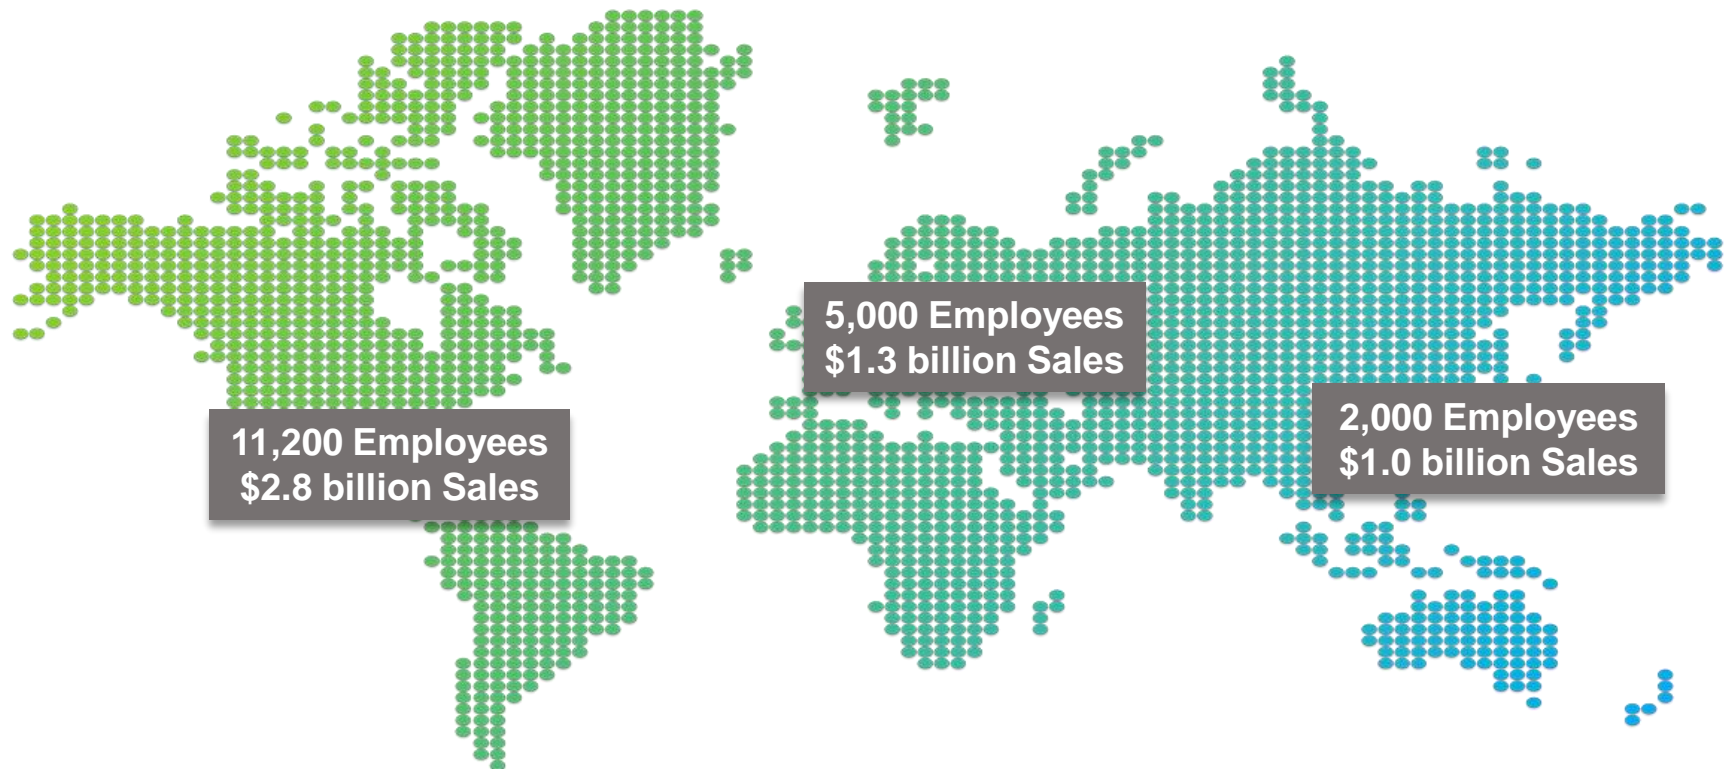 5,000 Employees
$1.3 billion Sales
2,000 Employees
$1.0 billion Sales
11,200 Employees
$2.8 billion Sales